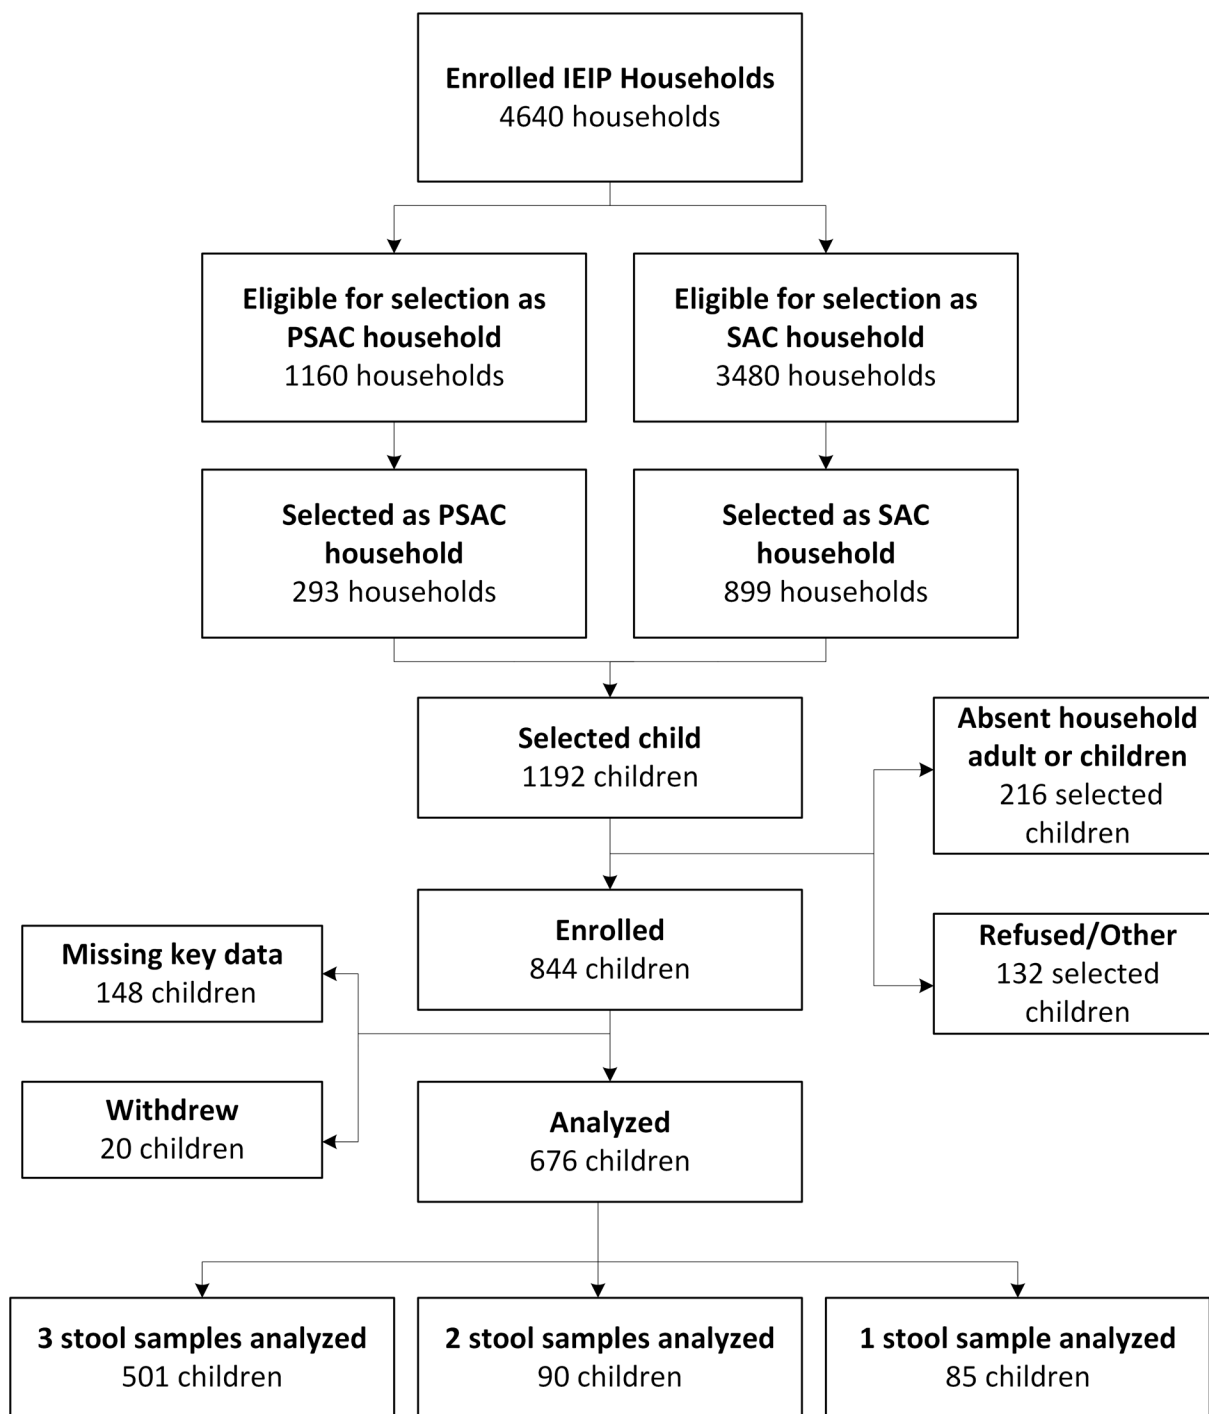 Enrolled IEIP Households
4640 households
Eligible for selection as
PSAC household
1160 households
Eligible for selection as
SAC household
3480 households
Selected as PSAC
household
293 households
Selected as SAC
household
899 households
Selected child
1192 children
Absent household
adult or children
216 selected
children
Enrolled
844 children
Refused/Other
132 selected
children
Missing key data
148 children
Withdrew
20 children
Analyzed
676 children
3 stool samples analyzed
501 children
2 stool samples analyzed
90 children
1 stool sample analyzed
85 children